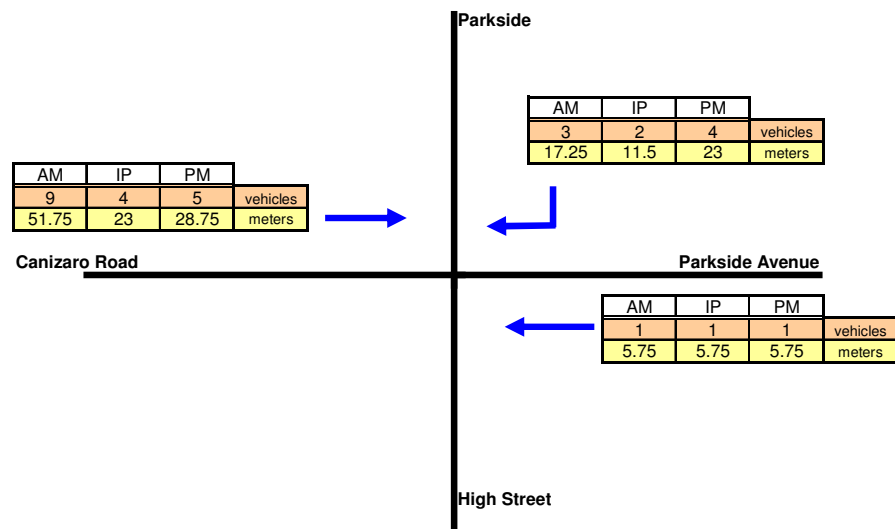 Parkside
AM IP PM
3 2 4 vehicles
17.25 11.5 23 meters
AM IP PM
9 4 5 vehicles
51.75 23 28.75 meters
Canizaro Road
Parkside Avenue
AM IP PM
1 1 1 vehicles
5.75 5.75 5.75 meters
High Street